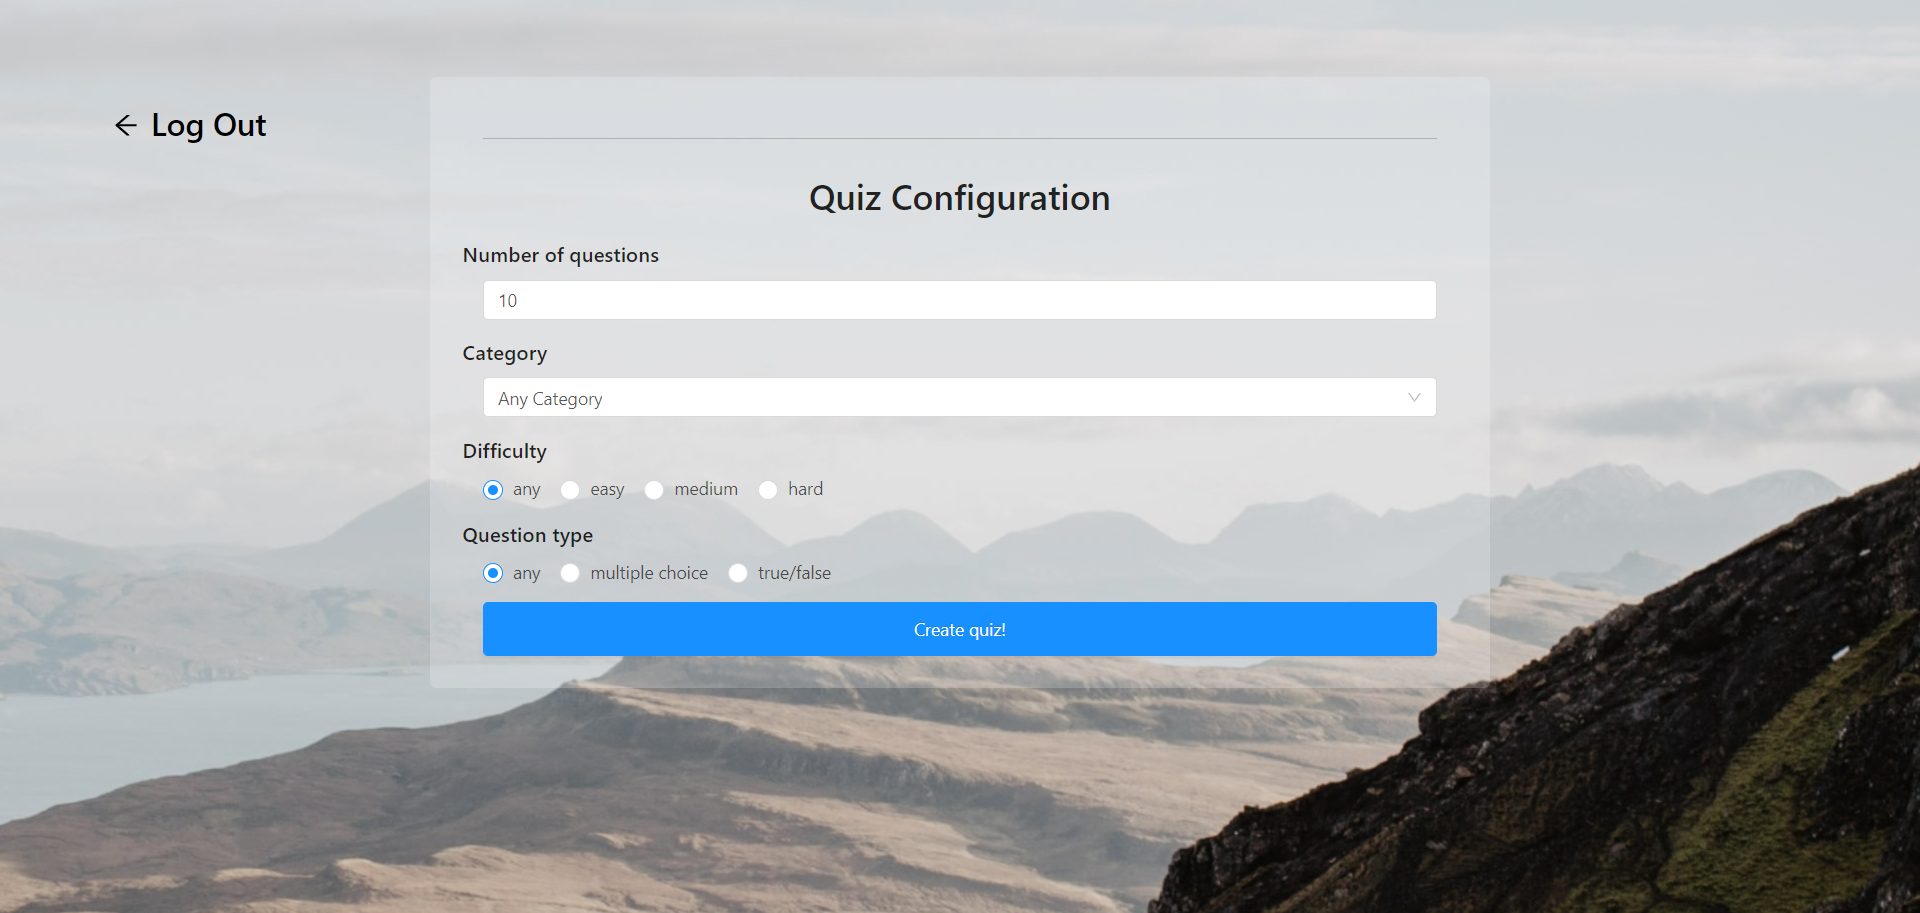 Log Out
Quiz Configuration
Number of questions
10
Category
Any Category
Difficulty
any easy medium hard
Question type
any multiple choice true/false
Create quiz!